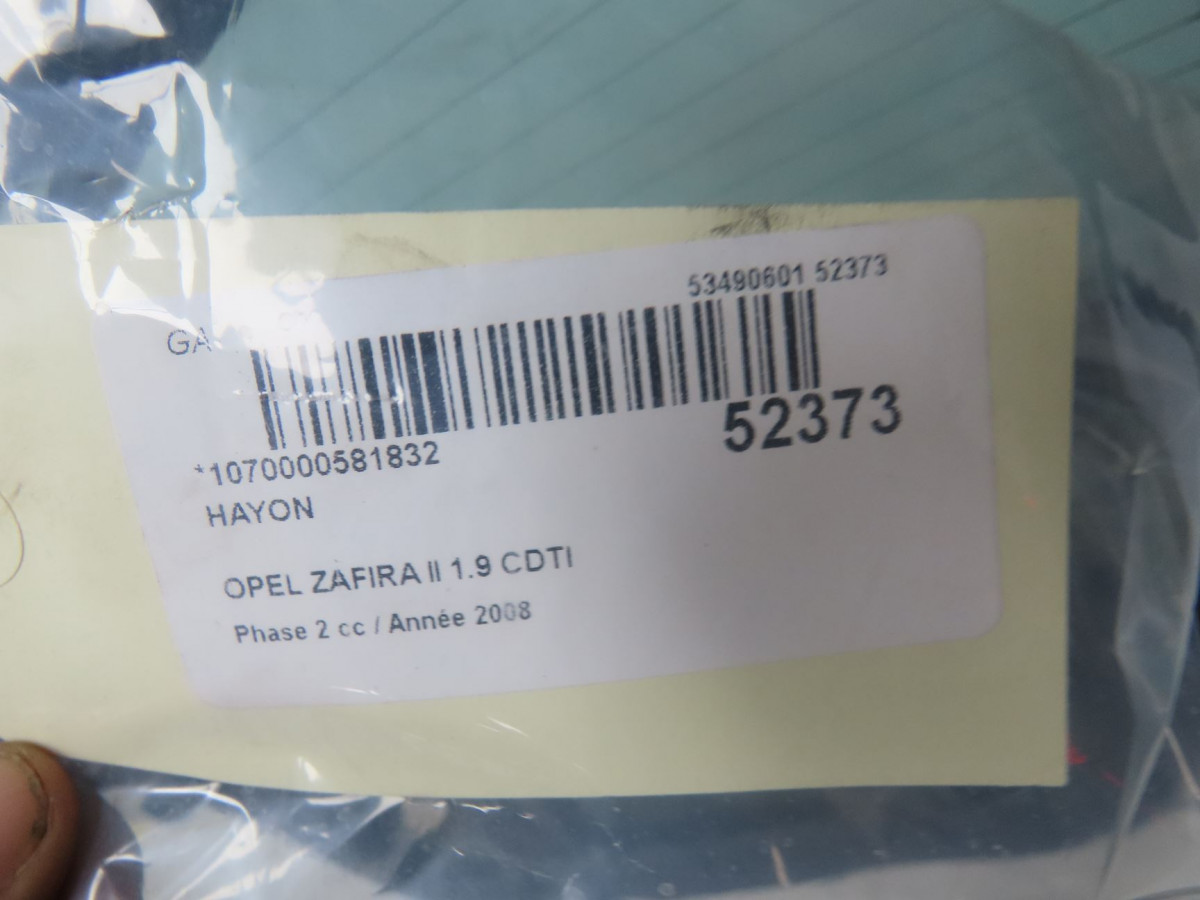 53490601 52373
GA
52373
*1070000581832
HAYON
OPEL ZAFIRA II 1.9 CDTI
Phase 2 cc / Année 2008